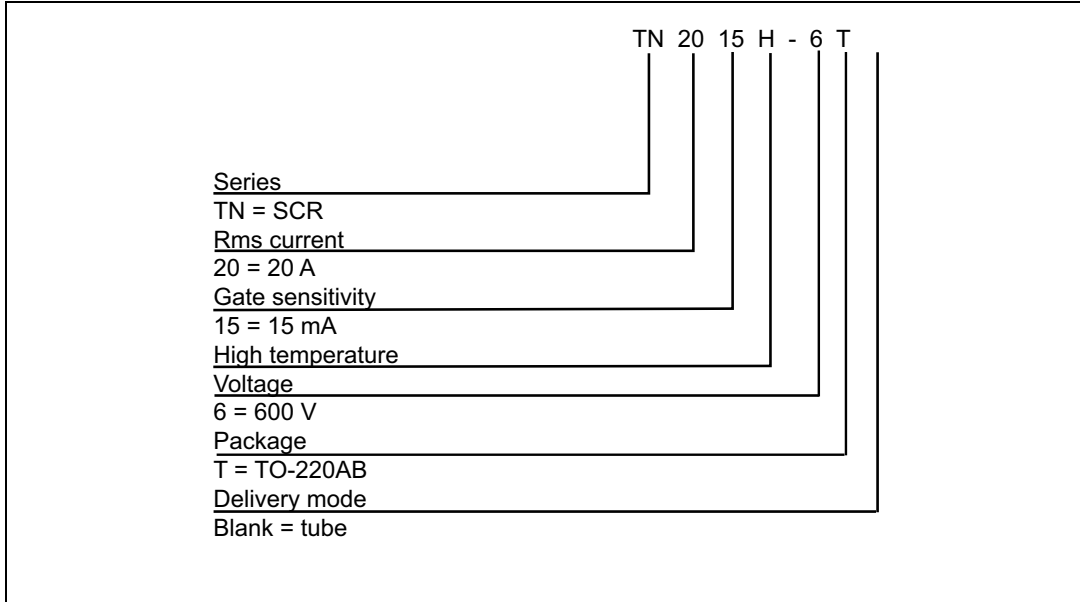 TN 20 15 H - 6 T
Series
TN = SCR
Rms current
20 = 20 A
Gate sensitivity
15 = 15 mA
High temperature
Voltage
6 = 600 V
Package
T = TO-220AB
Delivery mode
Blank = tube